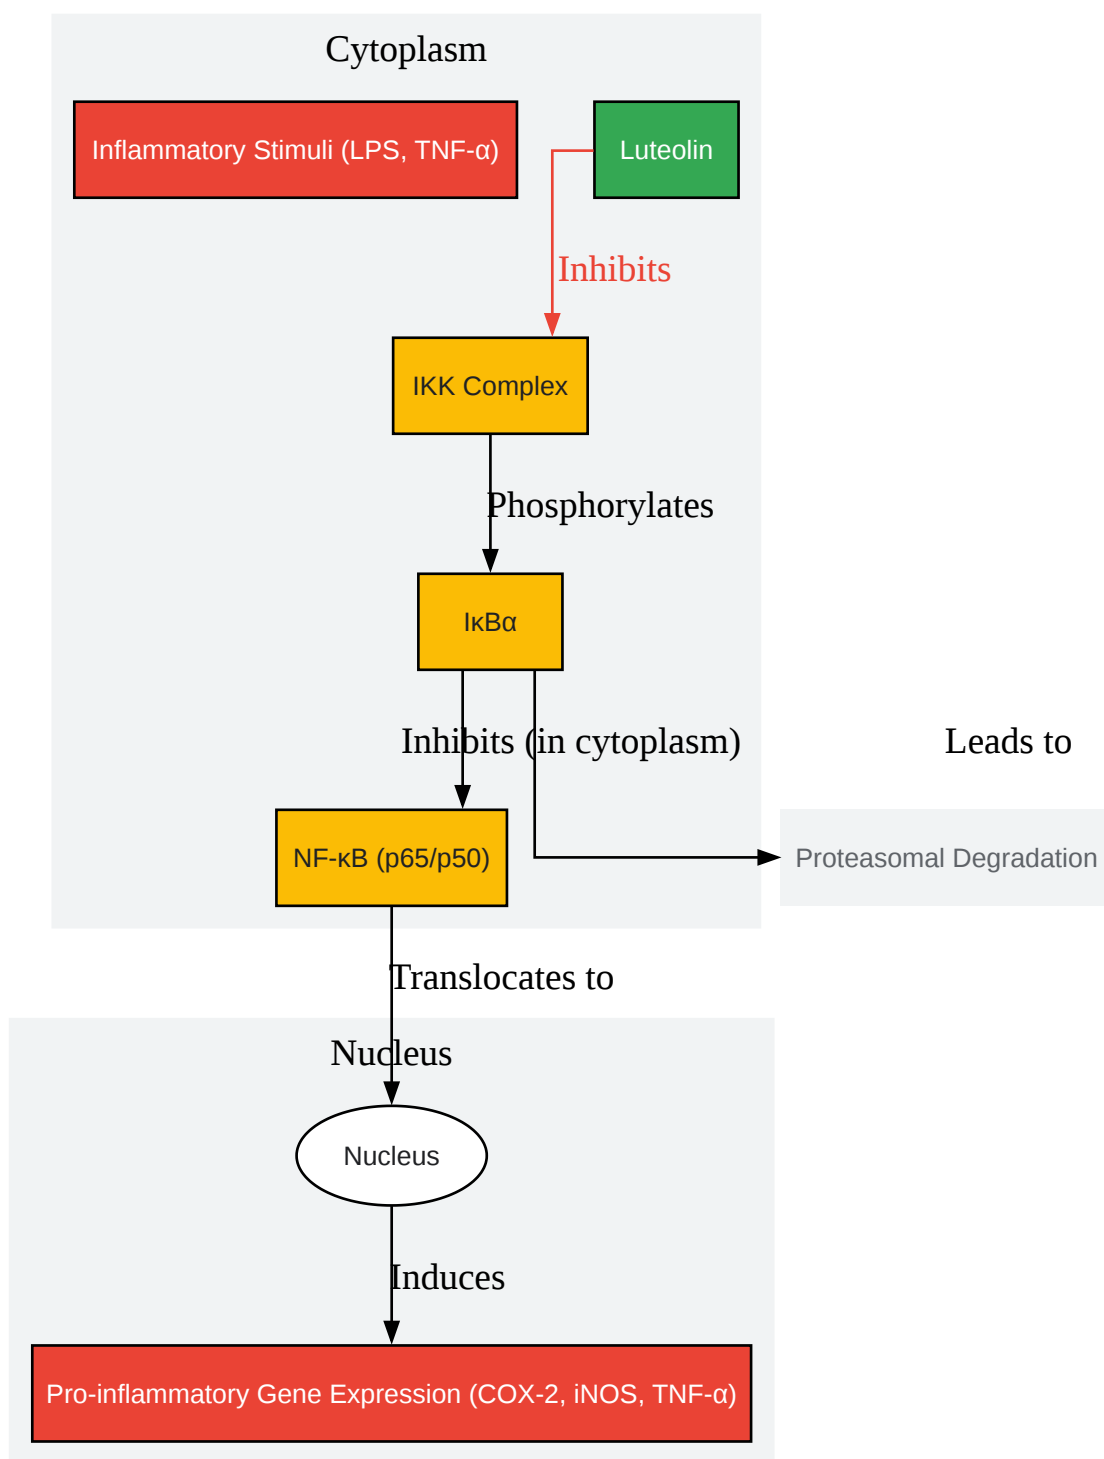 Cytoplasm
Inflammatory Stimuli (LPS, TNF-α)
Luteolin
Inhibits
IKK Complex
Phosphorylates
IκBα
Inhibits (in cytoplasm)
Leads to
NF-κB (p65/p50)
Proteasomal Degradation
Translocates to
Nucleus
Nucleus
Induces
Pro-inflammatory Gene Expression (COX-2, iNOS, TNF-α)